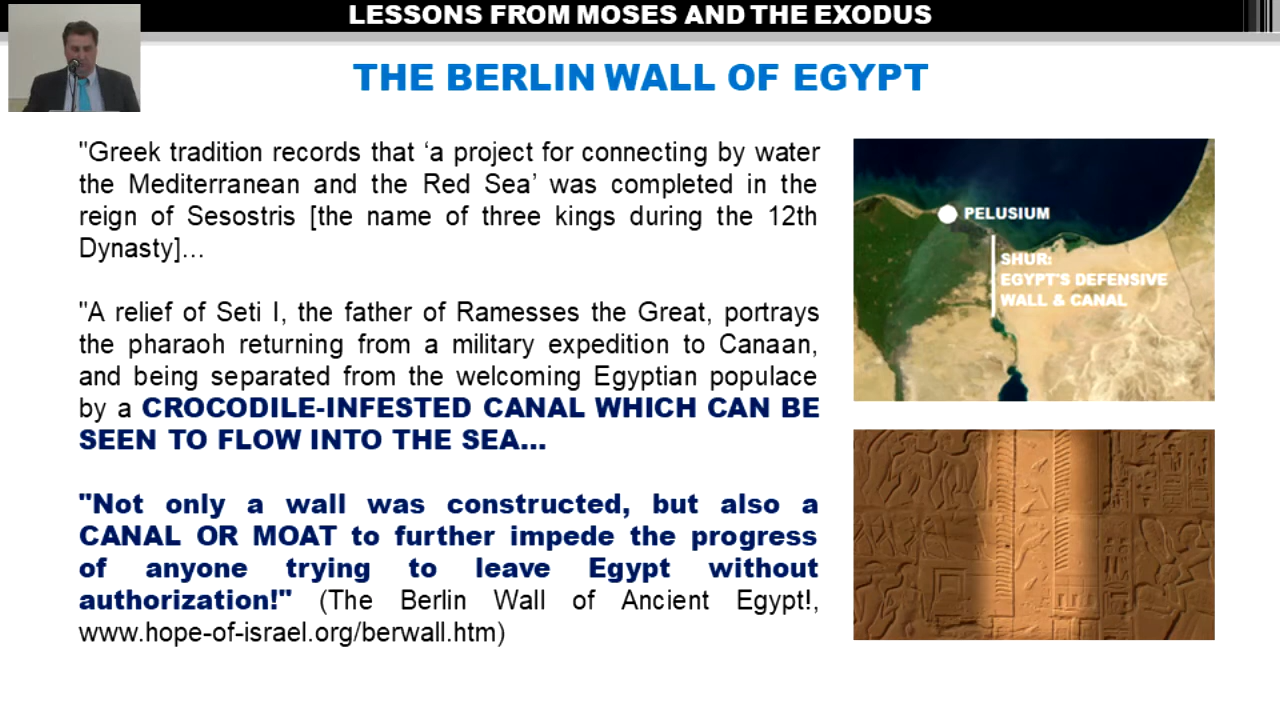 LESSONS FROM MOSES AND THE EXODUS
THE BERLIN WALL OF EGYPT
"Greek tradition records that ‘a project for connecting by water
the Mediterranean and the Red Sea’ was completed in the
reign of Sesostris [the name of three kings during the 12th
Dynasty]...
"A relief of Seti I, the father of Ramesses the Great, portrays
the pharaoh returning from a military expedition to Canaan,
and being separated from the welcoming Egyptian populace
by a CROCODILE-INFESTED CANAL WHICH CAN BE
SEEN TO FLOW INTO THE SEA...
"Not only a wall was constructed, but also a
CANAL OR MOAT to further impede the progress
of anyone trying to leave Egypt without
authorization!" (The Berlin Wall of Ancient Egypt!,
www.hope-of-israel.org/berwall.htm)
PELUSIUM
SHUR:
EGYPT'S DEFENSIVE
WALL & CANAL